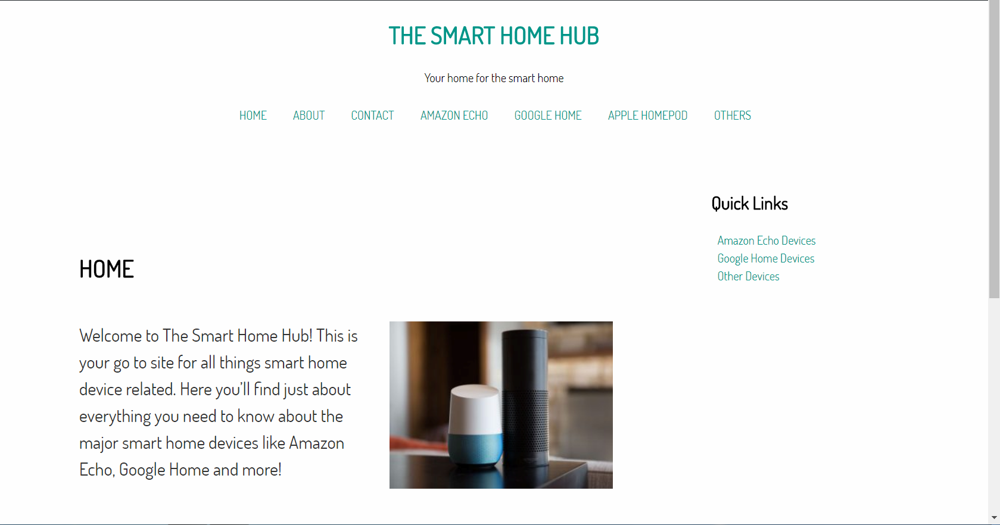 THE SMART HOME HUB
Your home for the smart home
HOME ABOUT CONTACT AMAZON ECHO GOOGLE HOME APPLE HOMEPOD OTHERS
Quick Links
Amazon Echo Devices
Google Home Devices
Other Devices
HOME
Welcome to The Smart Home Hub! This is
your go to site for all things smart home
device related. Here you’ll find just about
everything you need to know about the
major smart home devices like Amazon
Echo, Google Home and more!